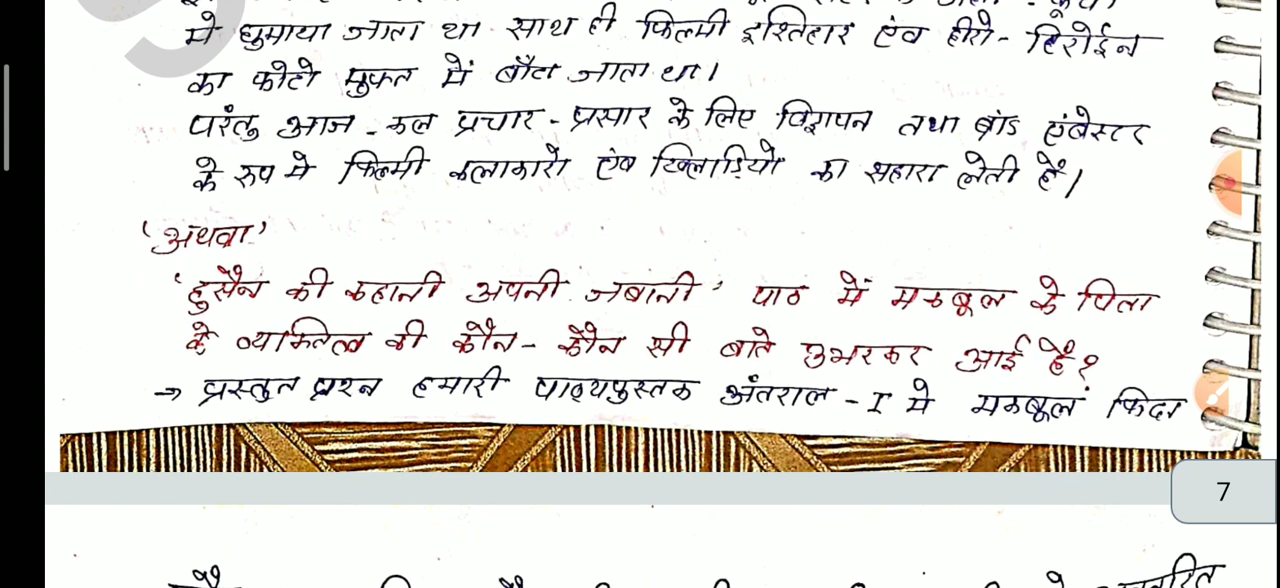 में घुमाया जाता था साथ ही फिल्मी इश्तिहार एंव हीरो - हिरोईन
का फोटो मुफ्त में बाँटा जाता था।
परंतु आज - कल प्रचार - प्रसार के लिए विज्ञापन तथा ब्रांड एंबेस्टर
के रूप मे फिल्मी कलाकारो एंव खिलाड़ियो का सहारा लेती हैं।
'अथवा'
'हुसैन की कहानी अपनी जबानी' पाठ में मकबूल के पिता
के व्यक्तित्व की कौन - कौन सी बाते उभरकर आई हैं?
→ प्रस्तुत प्रश्न हमारी पाठ्यपुस्तक अंतराल - I मे मकबूल फिदा
7